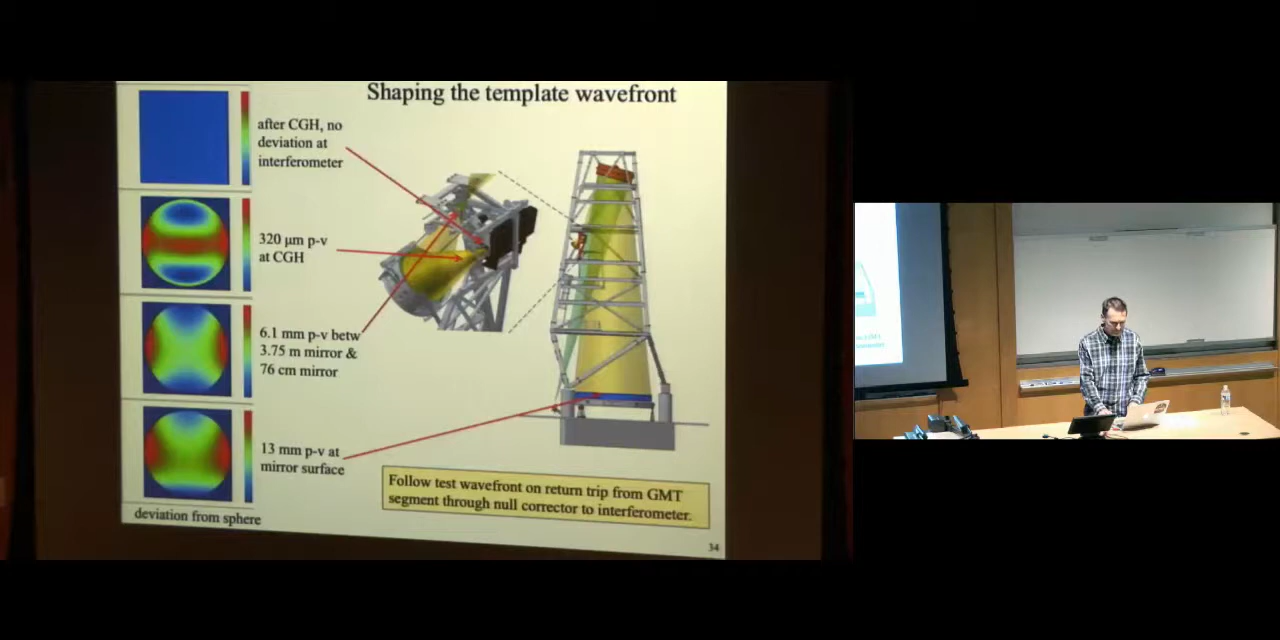 Shaping the template wavefront
after CGH, no
deviation at
interferometer
320 μm p-v
at CGH
6.1 mm p-v betw
3.75 m mirror &
76 cm mirror
13 mm p-v at
mirror surface
deviation from sphere
Follow test wavefront on return trip from GMT
segment through null corrector to interferometer.
34